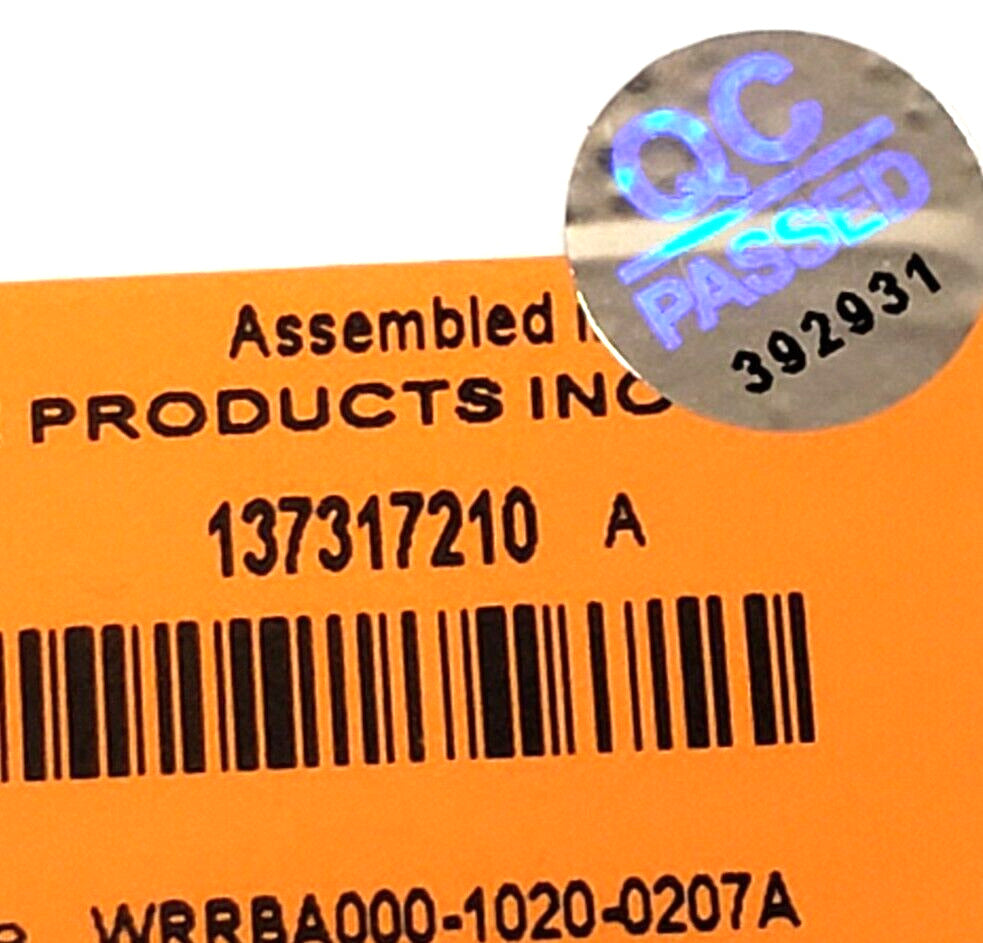 QC
PASSED
392931
Assembled
PRODUCTS INC
137317210 A
WRRBA000-1020-0207A